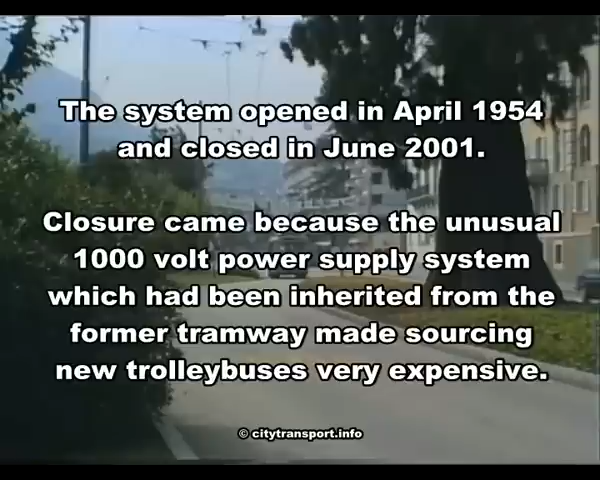 The system opened in April 1954
and closed in June 2001.
Closure came because the unusual
1000 volt power supply system
which had been inherited from the
former tramway made sourcing
new trolleybuses very expensive.
© citytransport.info